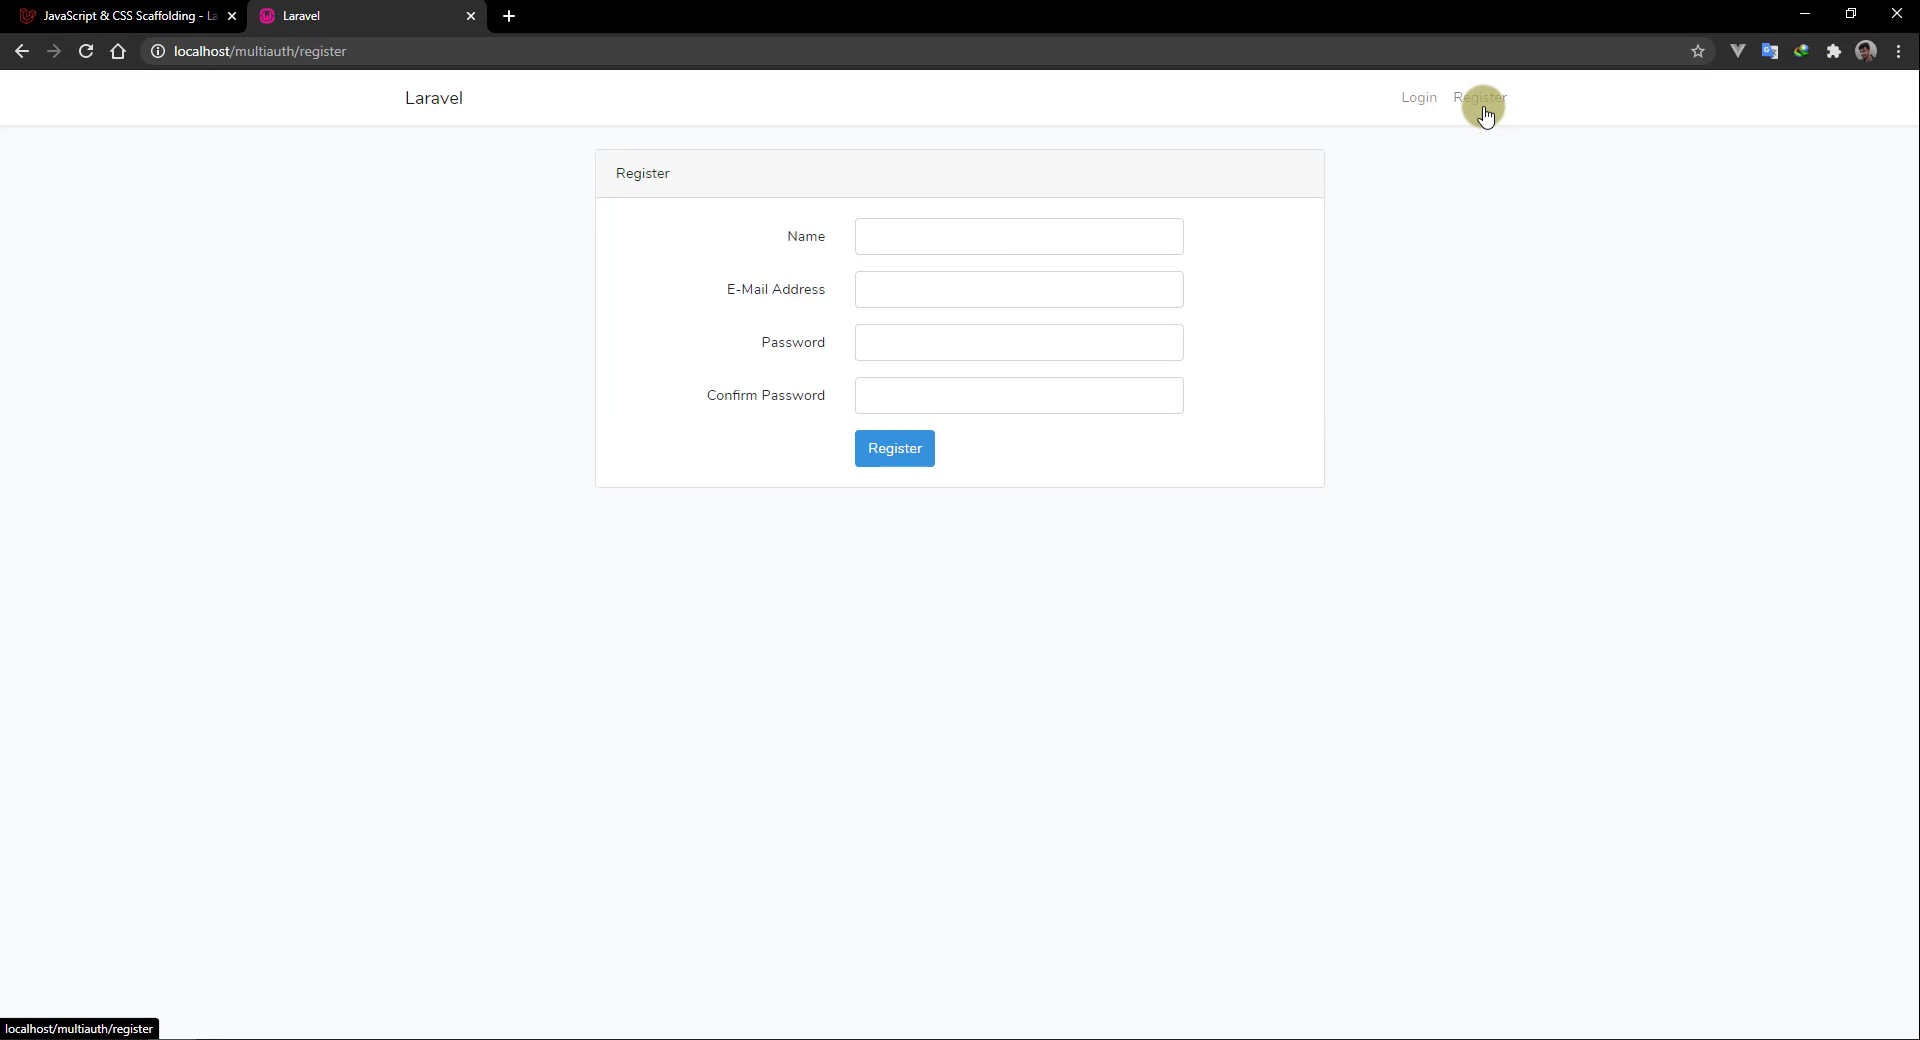 JavaScript & CSS Scaffolding - La
Laravel
localhost/multiauth/register
Laravel
Login
Register
Register
Name
E-Mail Address
Password
Confirm Password
Register
localhost/multiauth/register